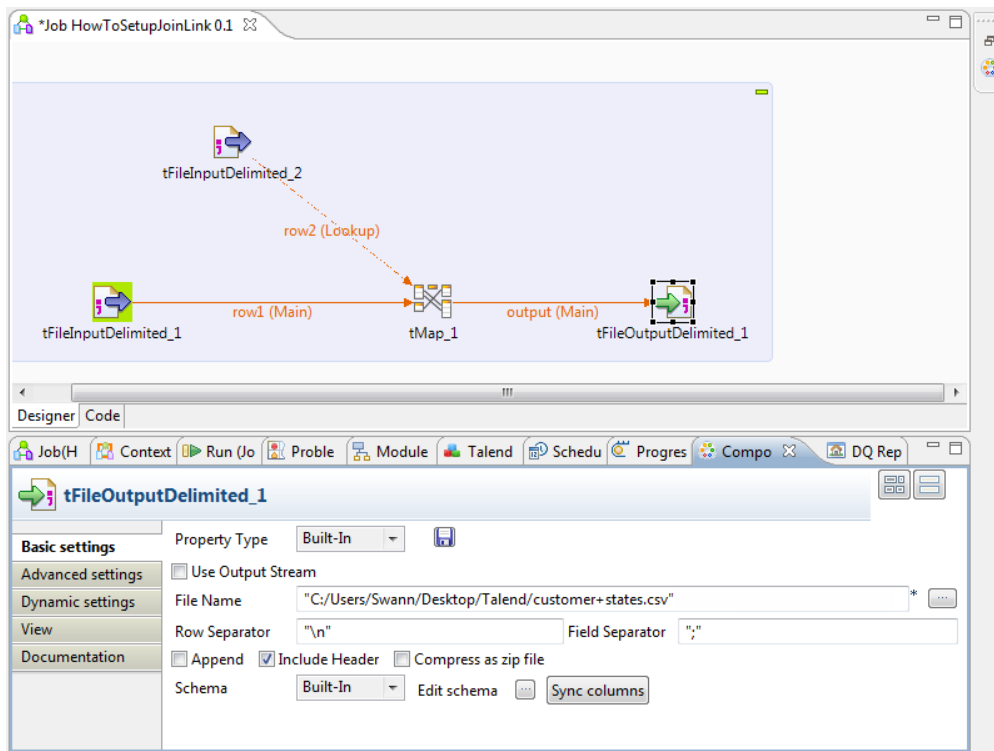 *Job HowToSetupJoinLink 0.1
tFileInputDelimited_2
row2 (Lookup)
row1 (Main)
output (Main)
tFileInputDelimited_1
tMap_1
tFileOutputDelimited_1
Designer Code
Job(H Context Run (Jo Proble Module Talend Schedu Progres Compo DQ Rep
tFileOutputDelimited_1
Basic settings
Advanced settings
Dynamic settings
View
Documentation
Property Type Built-In
Use Output Stream
File Name "C:/Users/Swann/Desktop/Talend/customer+states.csv" * ...
Row Separator "\n" Field Separator ";"
Append Include Header Compress as zip file
Schema Built-In Edit schema ... Sync columns